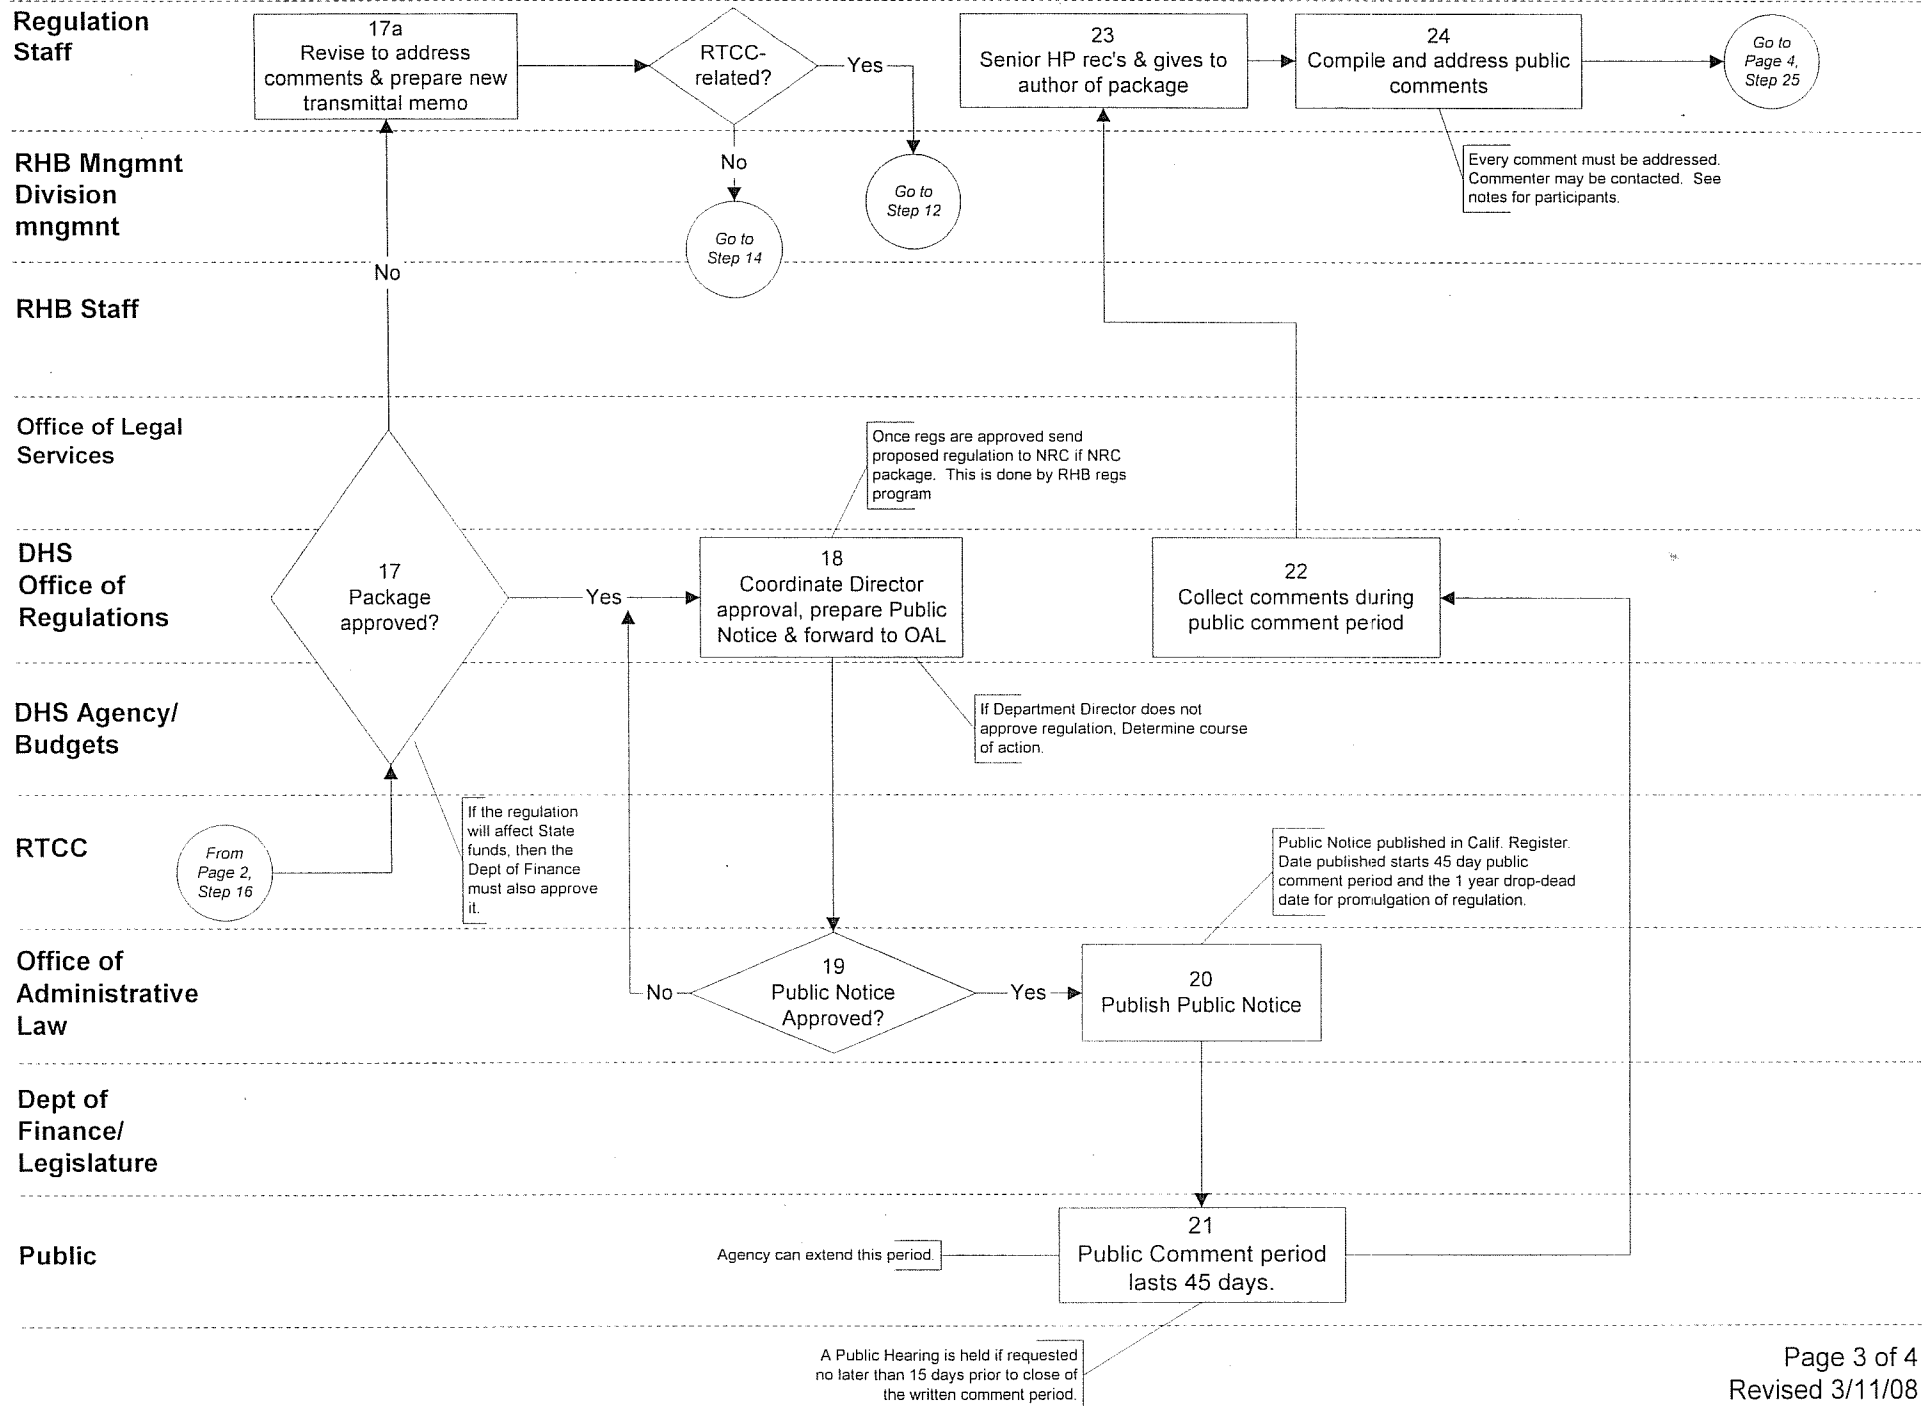 Regulation
Staff
17a
Revise to address
comments & prepare new
transmittal memo
RTCC-
related?
Yes
23
Senior HP rec's & gives to
author of package
24
Compile and address public
comments
Go to
Page 4,
Step 25
RHB Mngmnt
Division
mngmnt
No
Go to
Step 14
Go to
Step 12
Every comment must be addressed.
Commenter may be contacted. See
notes for participants.
No
RHB Staff
Office of Legal
Services
Once regs are approved send
proposed regulation to NRC if NRC
package. This is done by RHB regs
program
DHS
Office of
Regulations
17
Package
approved?
Yes
18
Coordinate Director
approval, prepare Public
Notice & forward to OAL
22
Collect comments during
public comment period
DHS Agency/
Budgets
If Department Director does not
approve regulation, Determine course
of action.
RTCC
From
Page 2,
Step 16
If the regulation
will affect State
funds, then the
Dept of Finance
must also approve
it.
Public Notice published in Calif. Register.
Date published starts 45 day public
comment period and the 1 year drop-dead
date for promulgation of regulation.
Office of
Administrative
Law
No
19
Public Notice
Approved?
Yes
20
Publish Public Notice
Dept of
Finance/
Legislature
Public
Agency can extend this period.
21
Public Comment period
lasts 45 days.
A Public Hearing is held if requested
no later than 15 days prior to close of
the written comment period.
Page 3 of 4
Revised 3/11/08